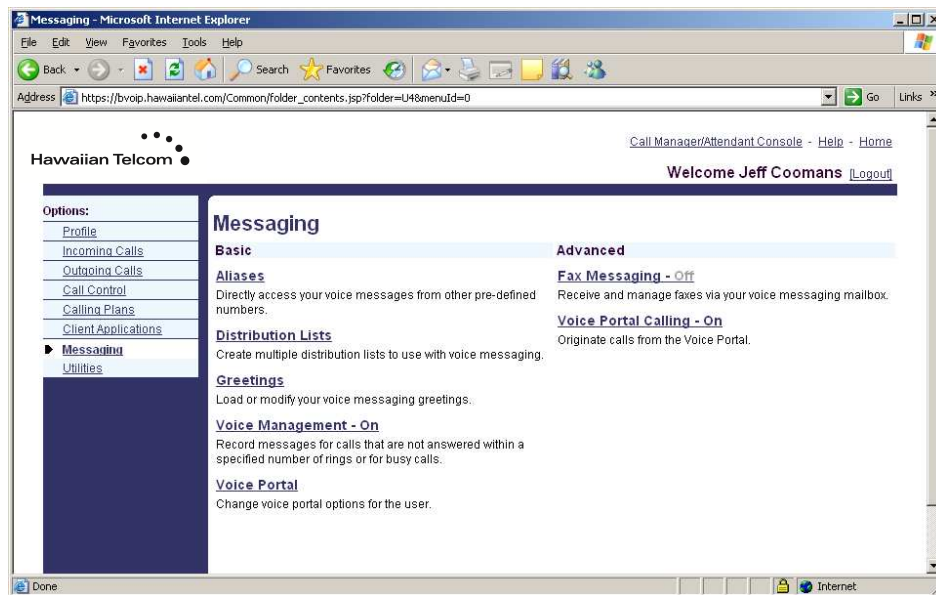 Messaging - Microsoft Internet Explorer
File Edit View Favorites Tools Help
Back Search Favorites
Address https://bvoip.hawaiiantel.com/Common/folder_contents.jsp?folder=U4&menuId=0 Go Links »
Hawaiian Telcom
Call Manager/Attendant Console - Help - Home
Welcome Jeff Coomans [Logout]
Options:
Profile
Incoming Calls
Outgoing Calls
Call Control
Calling Plans
Client Applications
Messaging
Utilities
Messaging
Basic
Aliases
Directly access your voice messages from other pre-defined
numbers.
Distribution Lists
Create multiple distribution lists to use with voice messaging.
Greetings
Load or modify your voice messaging greetings.
Voice Management - On
Record messages for calls that are not answered within a
specified number of rings or for busy calls.
Voice Portal
Change voice portal options for the user.
Advanced
Fax Messaging - Off
Receive and manage faxes via your voice messaging mailbox.
Voice Portal Calling - On
Originate calls from the Voice Portal.
Done Internet